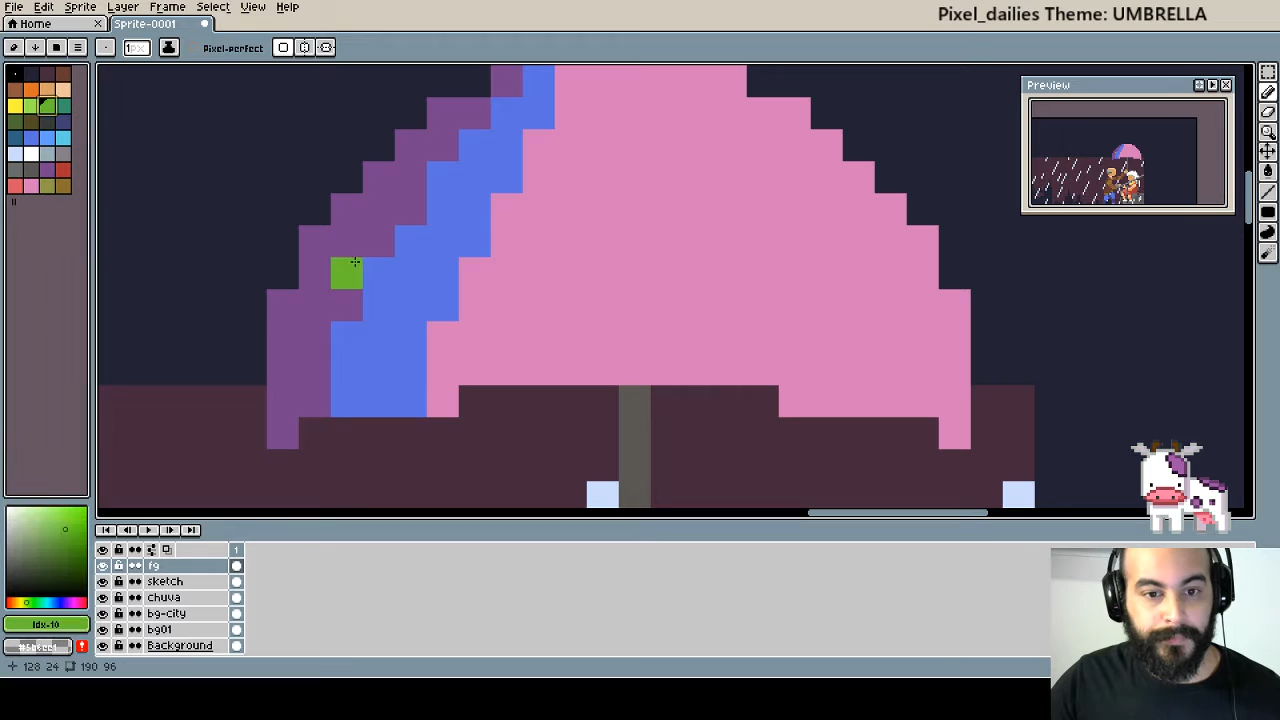 Pixel_dailies Theme: UMBRELLA
File Edit Sprite Layer Frame Select View Help
Home Sprite-0001
1px Pixel-perfect
Preview
fg
sketch
chuva
bg-city
bg01
Background
1
Idx-10
128 24 190 96